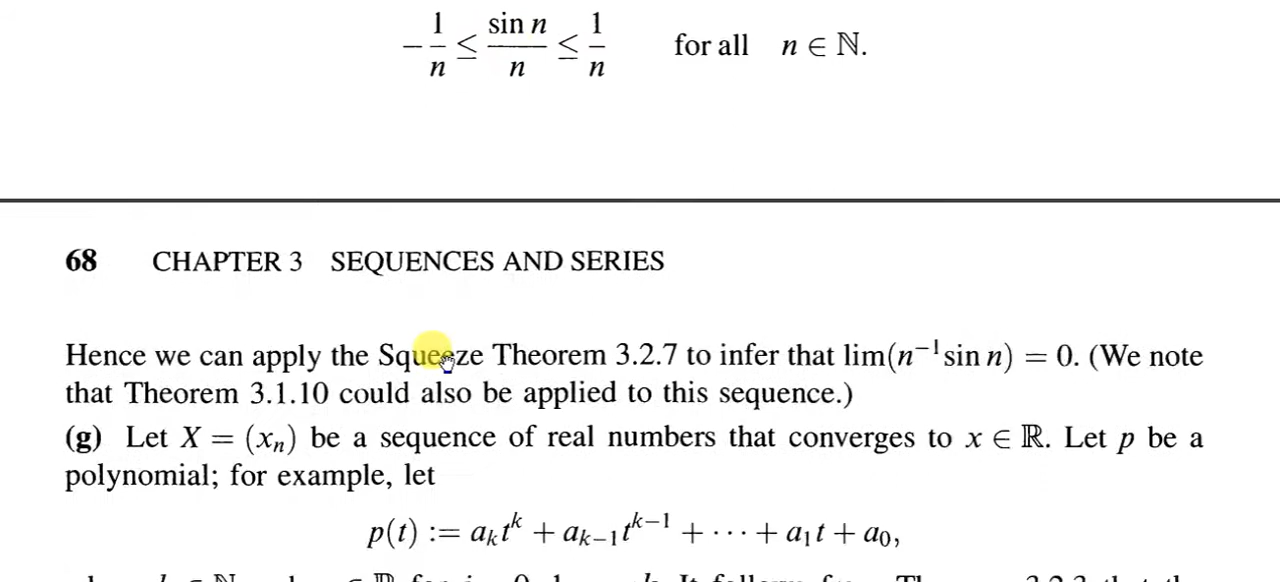 −1/n ≤ sin n/n ≤ 1/n for all n ∈ ℕ.
68 CHAPTER 3 SEQUENCES AND SERIES
Hence we can apply the Squeeze Theorem 3.2.7 to infer that lim(n⁻¹ sin n) = 0. (We note
that Theorem 3.1.10 could also be applied to this sequence.)
(g) Let X = (xₙ) be a sequence of real numbers that converges to x ∈ ℝ. Let p be a
polynomial; for example, let
p(t) := aₖtᵏ + aₖ₋₁tᵏ⁻¹ + · · · + a₁t + a₀,